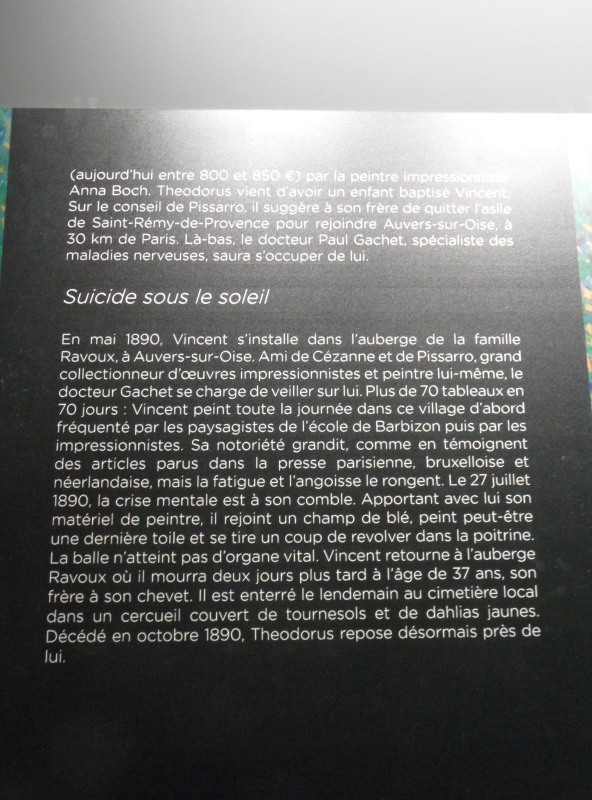 (aujourd'hui entre 800 et 850 €) par la peintre impressionniste
Anna Boch. Theodorus vient d'avoir un enfant baptisé Vincent.
Sur le conseil de Pissarro, il suggère à son frère de quitter l'asile
de Saint-Rémy-de-Provence pour rejoindre Auvers-sur-Oise, à
30 km de Paris. Là-bas, le docteur Paul Gachet, spécialiste des
maladies nerveuses, saura s'occuper de lui.
Suicide sous le soleil
En mai 1890, Vincent s'installe dans l'auberge de la famille
Ravoux, à Auvers-sur-Oise. Ami de Cézanne et de Pissarro, grand
collectionneur d'œuvres impressionnistes et peintre lui-même, le
docteur Gachet se charge de veiller sur lui. Plus de 70 tableaux en
70 jours : Vincent peint toute la journée dans ce village d'abord
fréquenté par les paysagistes de l'école de Barbizon puis par les
impressionnistes. Sa notoriété grandit, comme en témoignent
des articles parus dans la presse parisienne, bruxelloise et
néerlandaise, mais la fatigue et l'angoisse le rongent. Le 27 juillet
1890, la crise mentale est à son comble. Apportant avec lui son
matériel de peintre, il rejoint un champ de blé, peint peut-être
une dernière toile et se tire un coup de revolver dans la poitrine.
La balle n'atteint pas d'organe vital. Vincent retourne à l'auberge
Ravoux où il mourra deux jours plus tard à l'âge de 37 ans, son
frère à son chevet. Il est enterré le lendemain au cimetière local
dans un cercueil couvert de tournesols et de dahlias jaunes.
Décédé en octobre 1890, Theodorus repose désormais près de
lui.